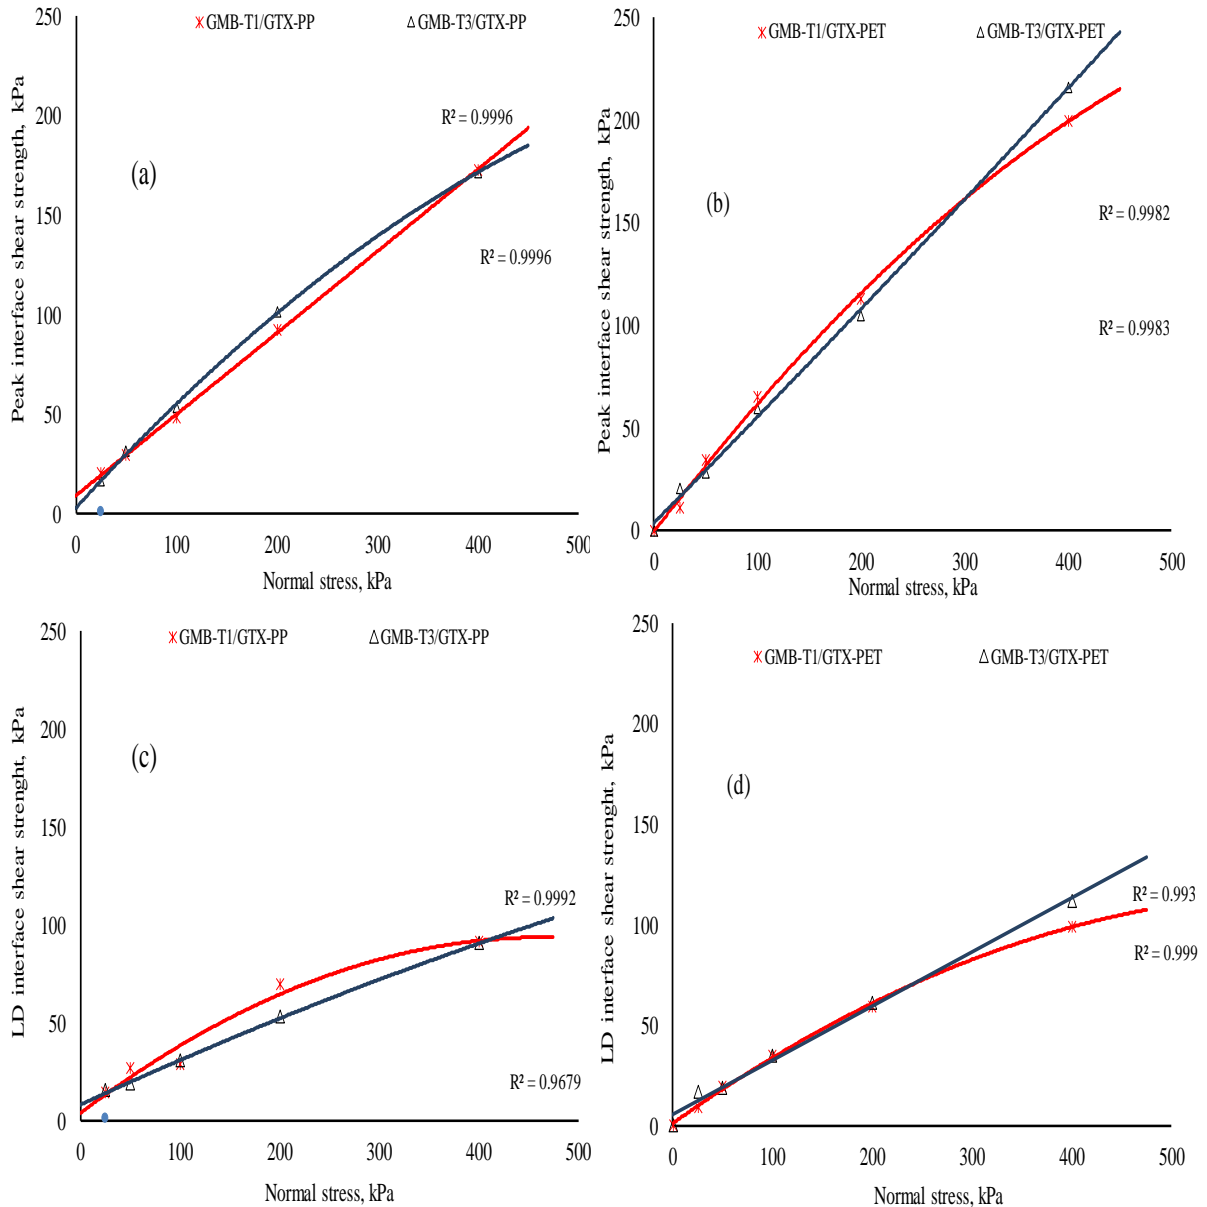 GMB-T1/GTX-PP GMB-T3/GTX-PP
Peak interface shear strength, kPa
250
200
150
100
50
0
R² = 0.9996
(a)
R² = 0.9996
0 100 200 300 400 500
Normal stress, kPa
GMB-T1/GTX-PET GMB-T3/GTX-PET
Peak interface shear strength, kPa
250
200
150
100
50
0
(b)
R² = 0.9982
R² = 0.9983
0 100 200 300 400 500
Normal stress, kPa
GMB-T1/GTX-PP GMB-T3/GTX-PP
LD interface shear strenght, kPa
250
200
150
100
50
0
(c)
R² = 0.9992
R² = 0.9679
0 100 200 300 400 500
Normal stress, kPa
GMB-T1/GTX-PET GMB-T3/GTX-PET
LD interface shear strenght, kPa
250
200
150
100
50
0
(d)
R² = 0.993
R² = 0.999
0 100 200 300 400 500
Normal stress, kPa